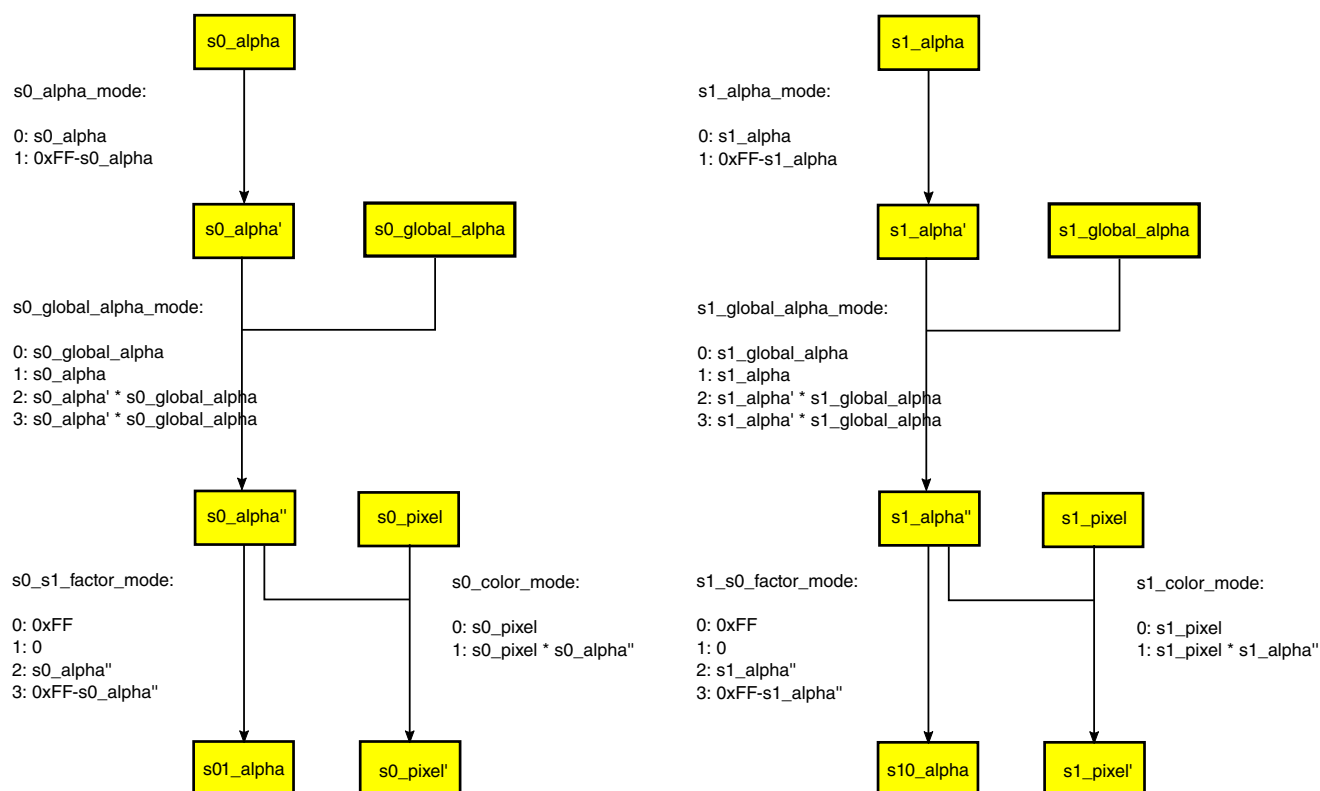 s0_alpha
s0_alpha_mode:
0: s0_alpha
1: 0xFF-s0_alpha
s0_alpha'
s0_global_alpha
s0_global_alpha_mode:
0: s0_global_alpha
1: s0_alpha
2: s0_alpha' * s0_global_alpha
3: s0_alpha' * s0_global_alpha
s0_alpha"
s0_pixel
s0_s1_factor_mode:
0: 0xFF
1: 0
2: s0_alpha"
3: 0xFF-s0_alpha"
s0_color_mode:
0: s0_pixel
1: s0_pixel * s0_alpha"
s01_alpha
s0_pixel'
s1_alpha
s1_alpha_mode:
0: s1_alpha
1: 0xFF-s1_alpha
s1_alpha'
s1_global_alpha
s1_global_alpha_mode:
0: s1_global_alpha
1: s1_alpha
2: s1_alpha' * s1_global_alpha
3: s1_alpha' * s1_global_alpha
s1_alpha"
s1_pixel
s1_s0_factor_mode:
0: 0xFF
1: 0
2: s1_alpha"
3: 0xFF-s1_alpha"
s1_color_mode:
0: s1_pixel
1: s1_pixel * s1_alpha"
s10_alpha
s1_pixel'